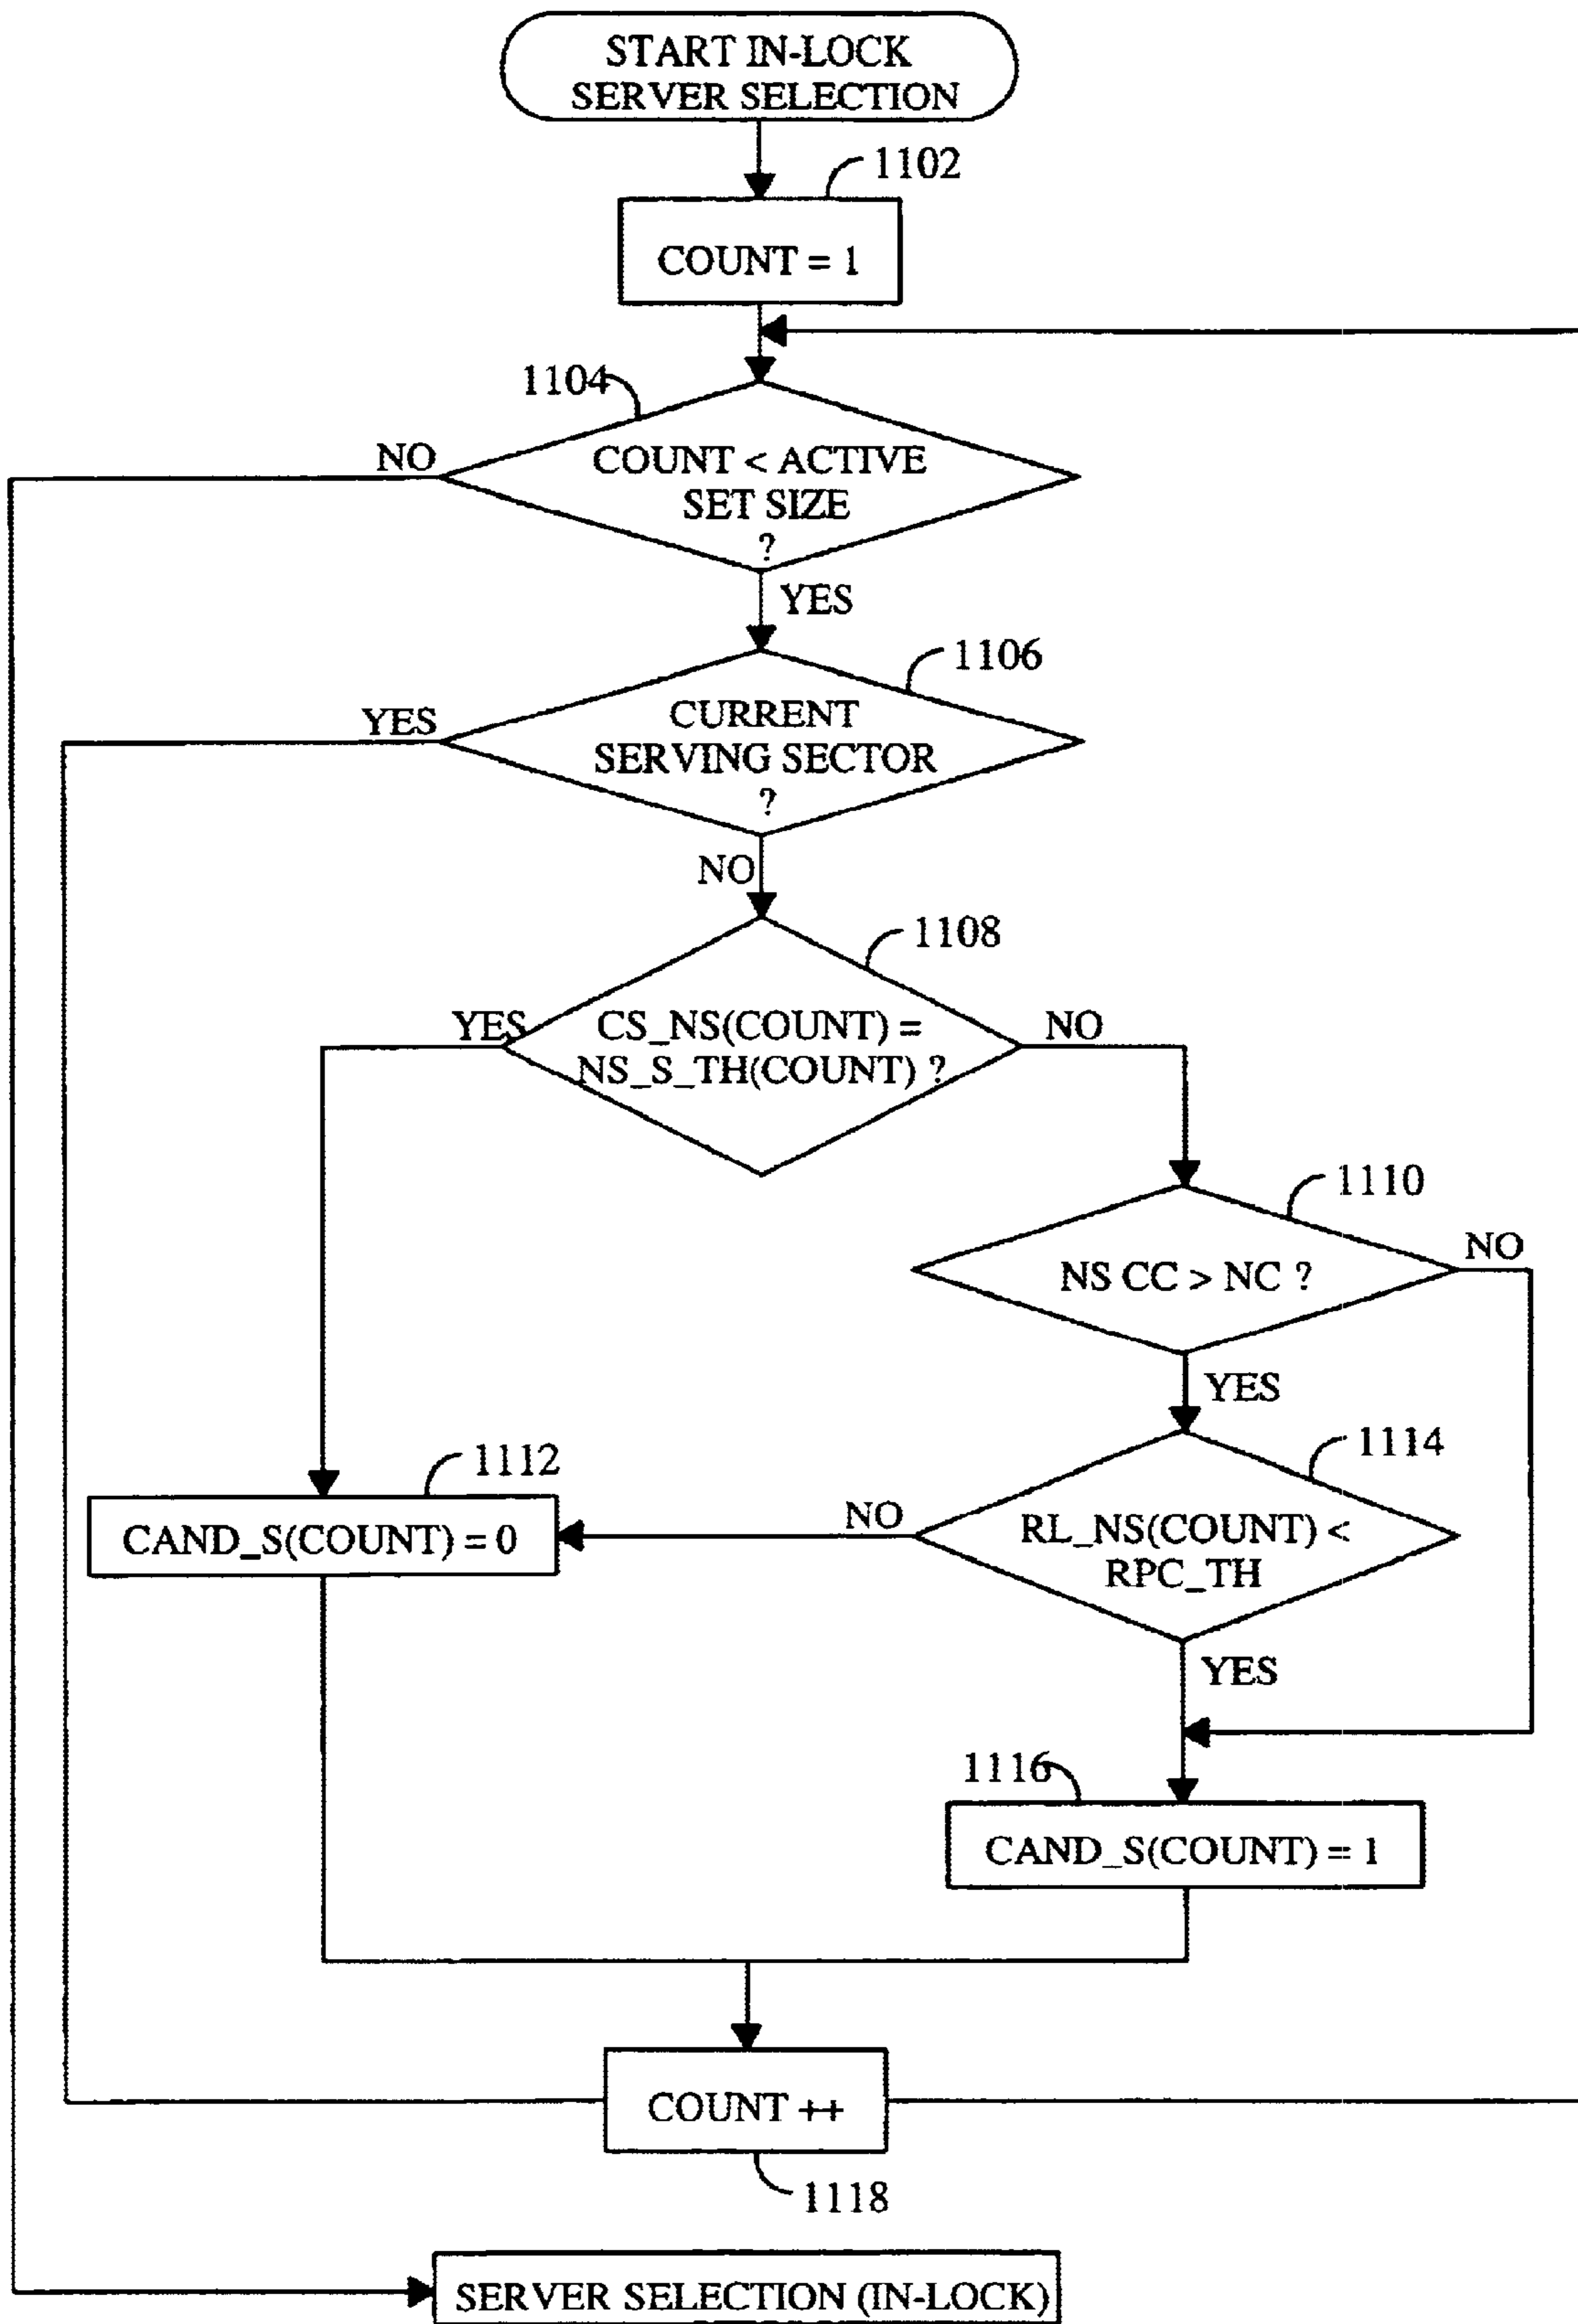 START IN-LOCK
SERVER SELECTION
1102
COUNT = 1
1104
NO
COUNT < ACTIVE
SET SIZE
?
YES
1106
YES
CURRENT
SERVING SECTOR
?
NO
1108
YES
CS_NS(COUNT) =
NS_S_TH(COUNT) ?
NO
1110
NS CC > NC ?
NO
YES
1112
CAND_S(COUNT) = 0
1114
NO
RL_NS(COUNT) <
RPC_TH
YES
1116
CAND_S(COUNT) = 1
COUNT ++
1118
SERVER SELECTION (IN-LOCK)